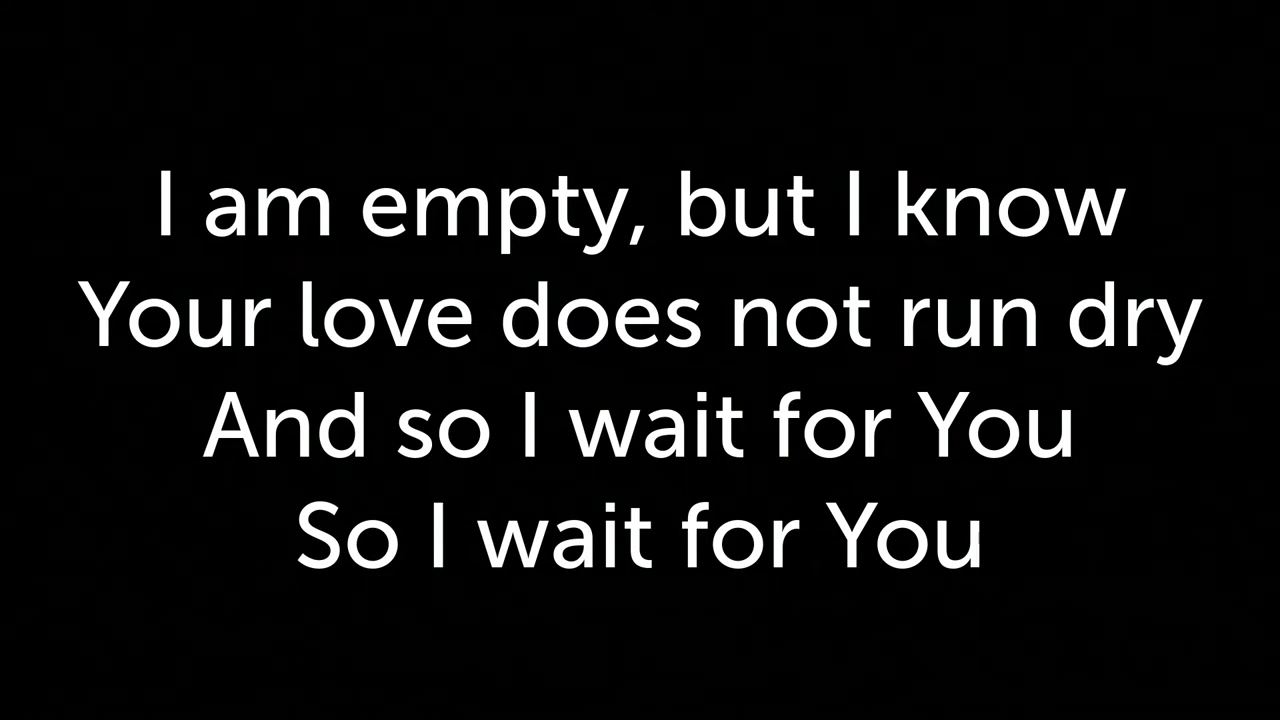 I am empty, but I know
Your love does not run dry
And so I wait for You
So I wait for You